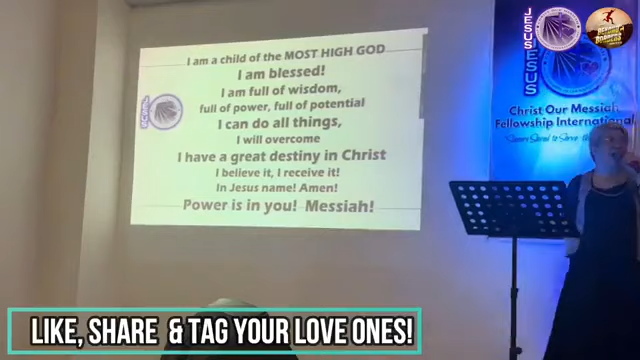 I am a child of the MOST HIGH GOD
I am blessed!
I am full of wisdom,
full of power, full of potential
I can do all things,
I will overcome
I have a great destiny in Christ
I believe it, I receive it!
In Jesus name! Amen!
Power is in you! Messiah!
JESUS
JESUS
Christ Our Messiah
Fellowship International
LIKE, SHARE & TAG YOUR LOVE ONES!